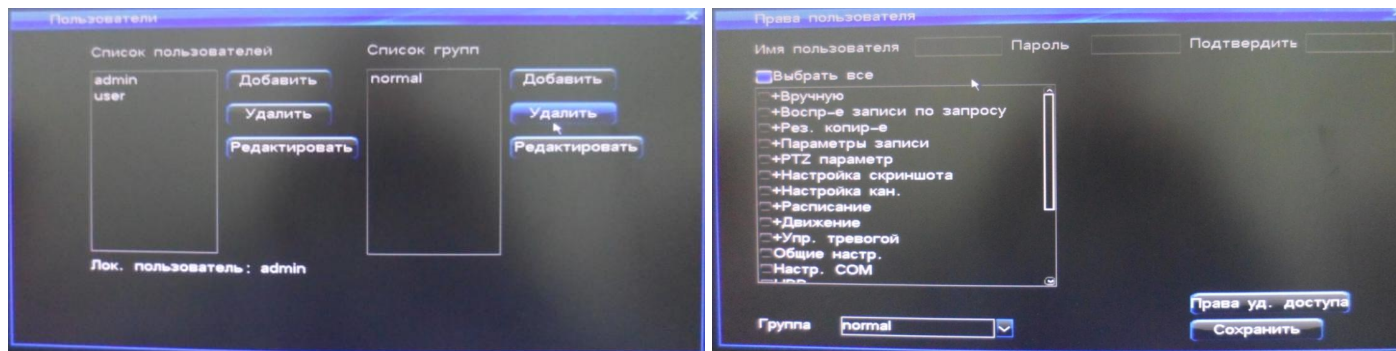 Пользователи
Список пользователей
Список групп
admin
user
Добавить
Удалить
Редактировать
normal
Добавить
Удалить
Редактировать
Лок. пользователь: admin
Права пользователя
Имя пользователя
Пароль
Подтвердить
Выбрать все
+Вручную
+Воспр-е записи по запросу
+Рез. копир-е
+Параметры записи
+PTZ параметр
+Настройка скриншота
+Настройка кан.
+Расписание
+Движение
+Упр. тревогой
Общие настр.
Настр. COM
Группа
normal
Права уд. доступа
Сохранить